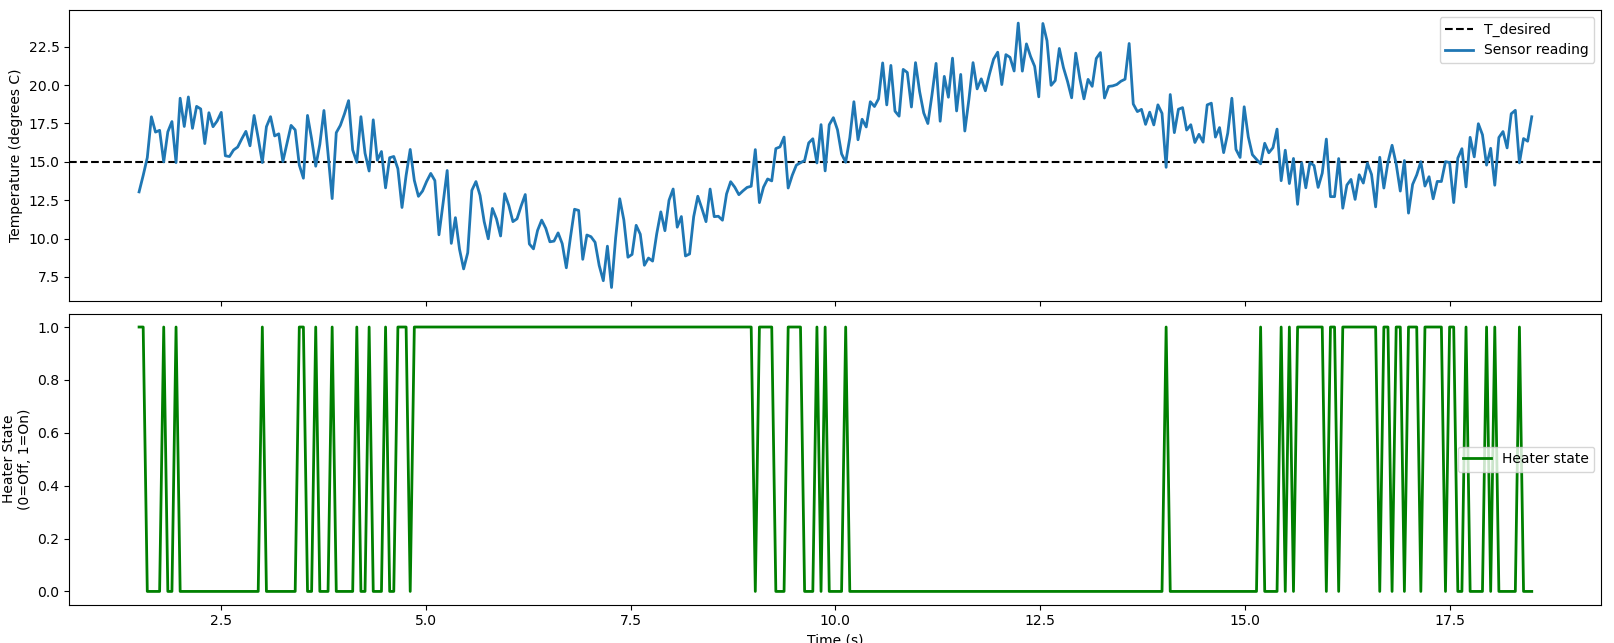 Temperature (degrees C)
22.5
20.0
17.5
15.0
12.5
10.0
7.5
T_desired
Sensor reading
Heater State
(0=Off, 1=On)
1.0
0.8
0.6
0.4
0.2
0.0
Heater state
2.5 5.0 7.5 10.0 12.5 15.0 17.5
Time (s)